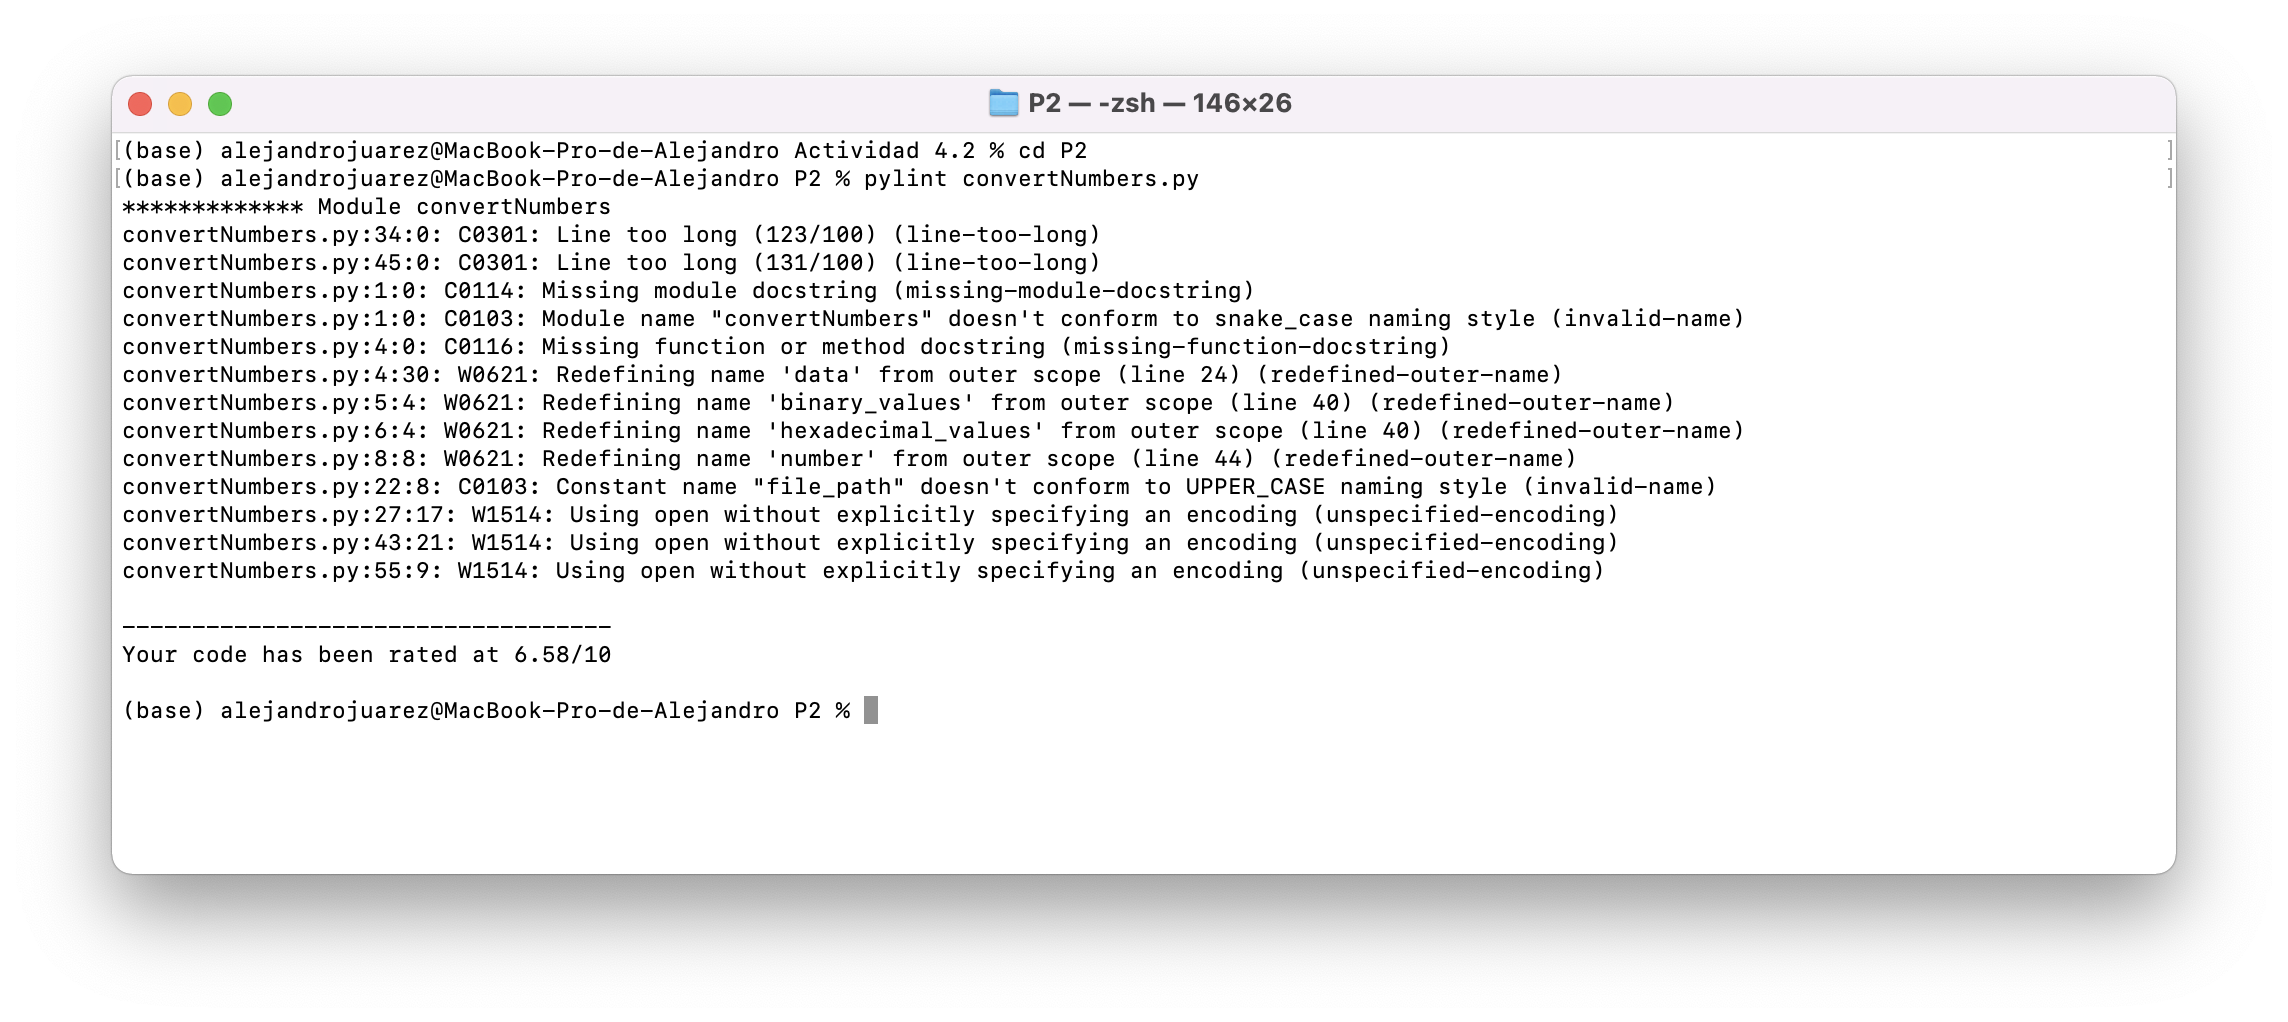 P2 — -zsh — 146×26
[(base) alejandrojuarez@MacBook-Pro-de-Alejandro Actividad 4.2 % cd P2 ]
[(base) alejandrojuarez@MacBook-Pro-de-Alejandro P2 % pylint convertNumbers.py ]
************* Module convertNumbers
convertNumbers.py:34:0: C0301: Line too long (123/100) (line-too-long)
convertNumbers.py:45:0: C0301: Line too long (131/100) (line-too-long)
convertNumbers.py:1:0: C0114: Missing module docstring (missing-module-docstring)
convertNumbers.py:1:0: C0103: Module name "convertNumbers" doesn't conform to snake_case naming style (invalid-name)
convertNumbers.py:4:0: C0116: Missing function or method docstring (missing-function-docstring)
convertNumbers.py:4:30: W0621: Redefining name 'data' from outer scope (line 24) (redefined-outer-name)
convertNumbers.py:5:4: W0621: Redefining name 'binary_values' from outer scope (line 40) (redefined-outer-name)
convertNumbers.py:6:4: W0621: Redefining name 'hexadecimal_values' from outer scope (line 40) (redefined-outer-name)
convertNumbers.py:8:8: W0621: Redefining name 'number' from outer scope (line 44) (redefined-outer-name)
convertNumbers.py:22:8: C0103: Constant name "file_path" doesn't conform to UPPER_CASE naming style (invalid-name)
convertNumbers.py:27:17: W1514: Using open without explicitly specifying an encoding (unspecified-encoding)
convertNumbers.py:43:21: W1514: Using open without explicitly specifying an encoding (unspecified-encoding)
convertNumbers.py:55:9: W1514: Using open without explicitly specifying an encoding (unspecified-encoding)
-----------------------------------
Your code has been rated at 6.58/10
(base) alejandrojuarez@MacBook-Pro-de-Alejandro P2 %